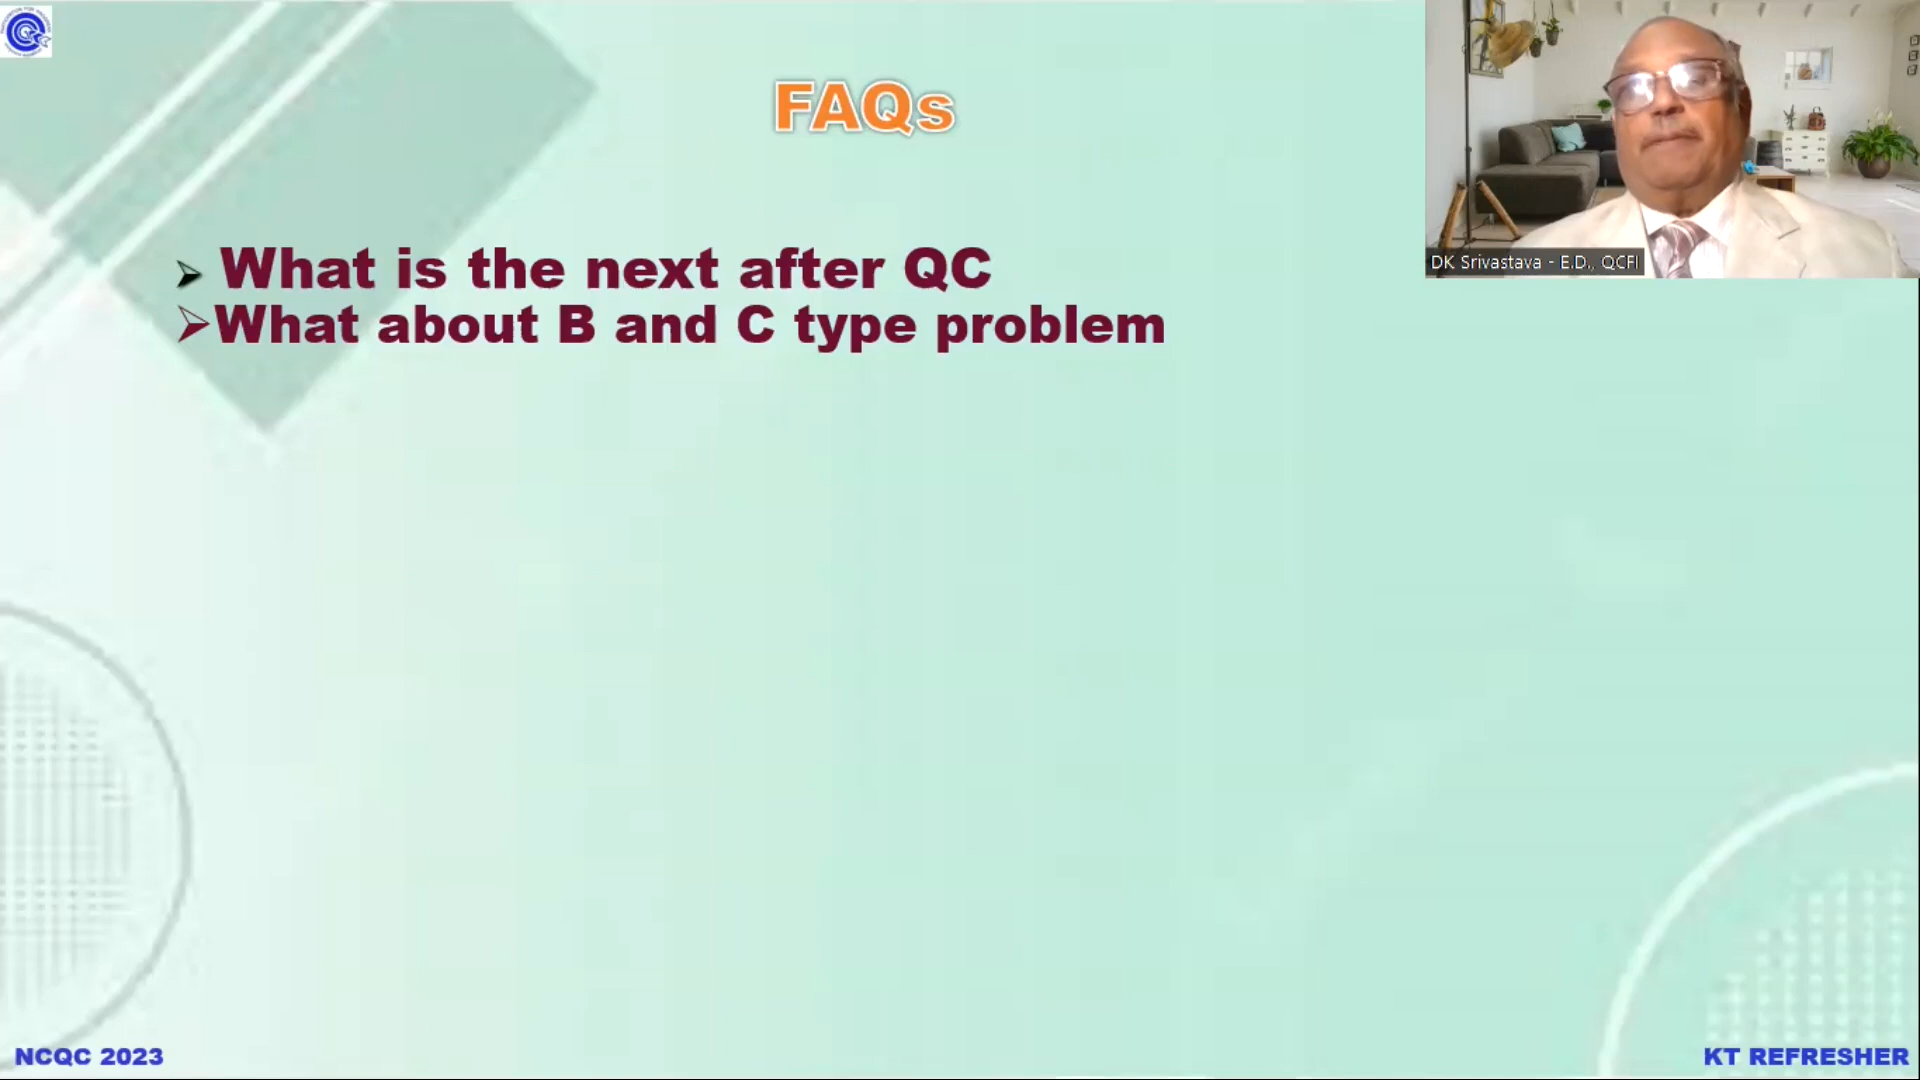 FAQs
What is the next after QC
What about B and C type problem
DK Srivastava - E.D., QCFI
NCQC 2023
KT REFRESHER